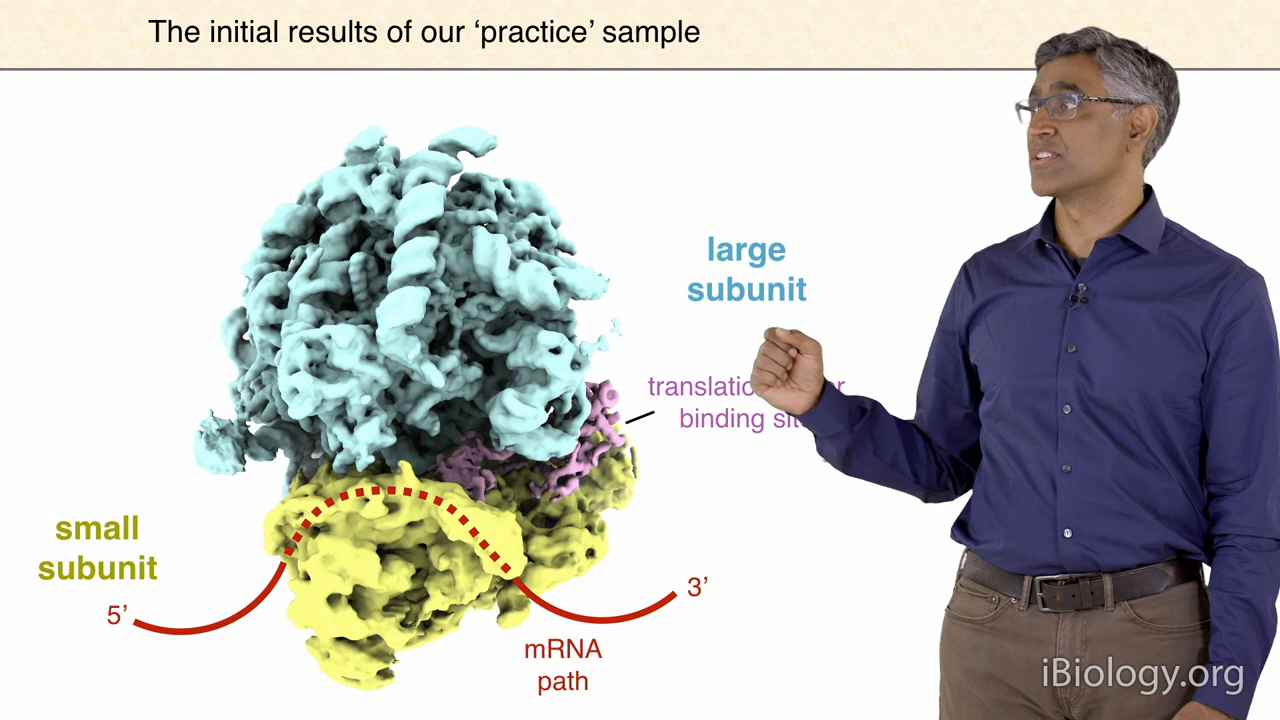 The initial results of our ‘practice’ sample
large
subunit
binding
small
subunit
5’
3’
mRNA
path
iBiology.org